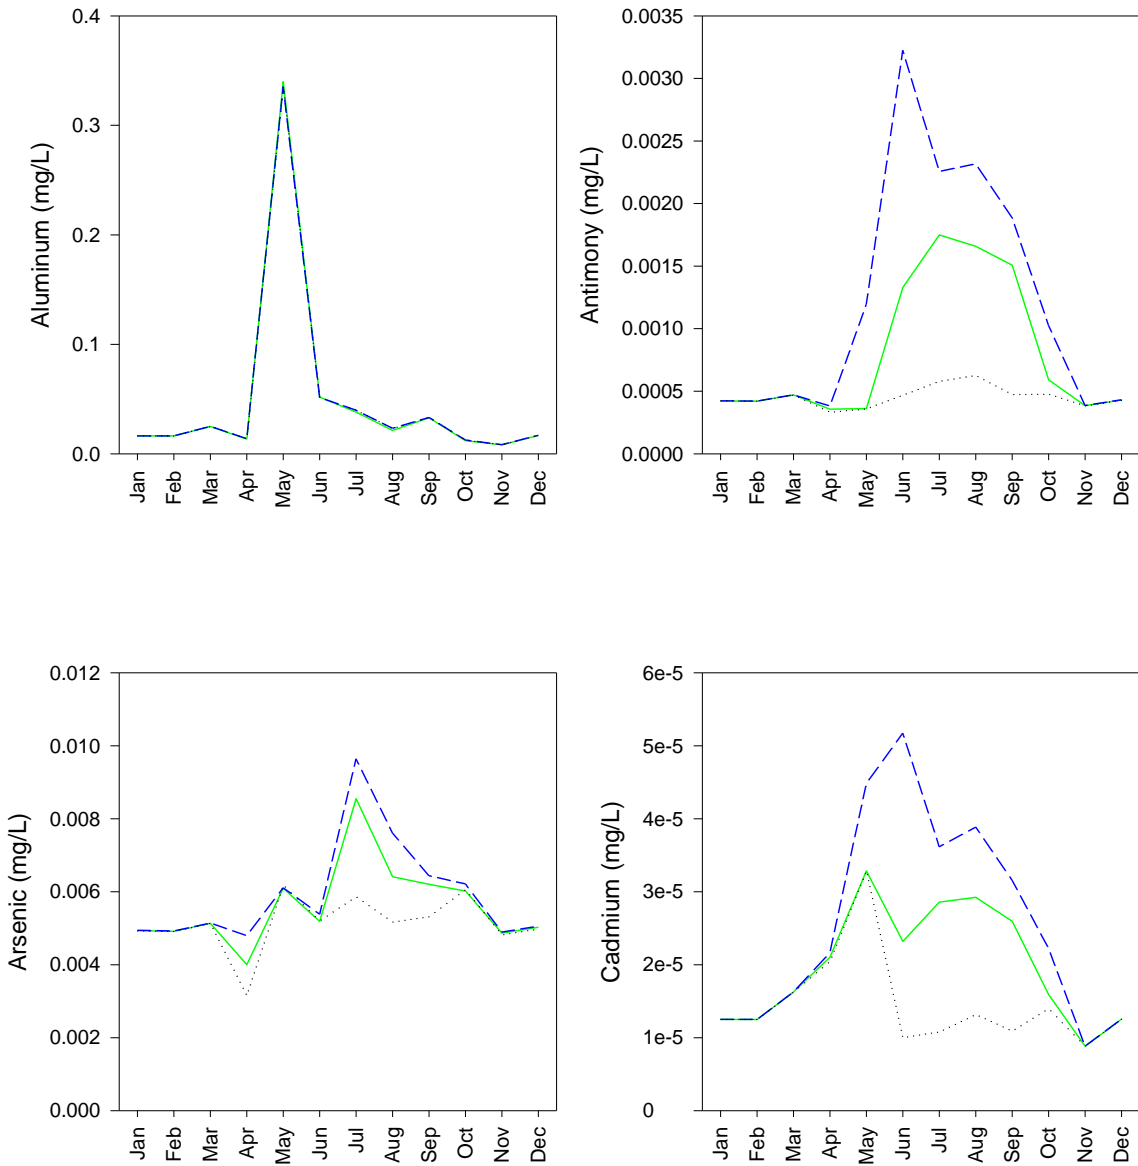 Aluminum (mg/L)
0.4
0.3
0.2
0.1
0.0
Jan
Feb
Mar
Apr
May
Jun
Jul
Aug
Sep
Oct
Nov
Dec
Antimony (mg/L)
0.0035
0.0030
0.0025
0.0020
0.0015
0.0010
0.0005
0.0000
Jan
Feb
Mar
Apr
May
Jun
Jul
Aug
Sep
Oct
Nov
Dec
Arsenic (mg/L)
0.012
0.010
0.008
0.006
0.004
0.002
0.000
Jan
Feb
Mar
Apr
May
Jun
Jul
Aug
Sep
Oct
Nov
Dec
Cadmium (mg/L)
6e-5
5e-5
4e-5
3e-5
2e-5
1e-5
0
Jan
Feb
Mar
Apr
May
Jun
Jul
Aug
Sep
Oct
Nov
Dec